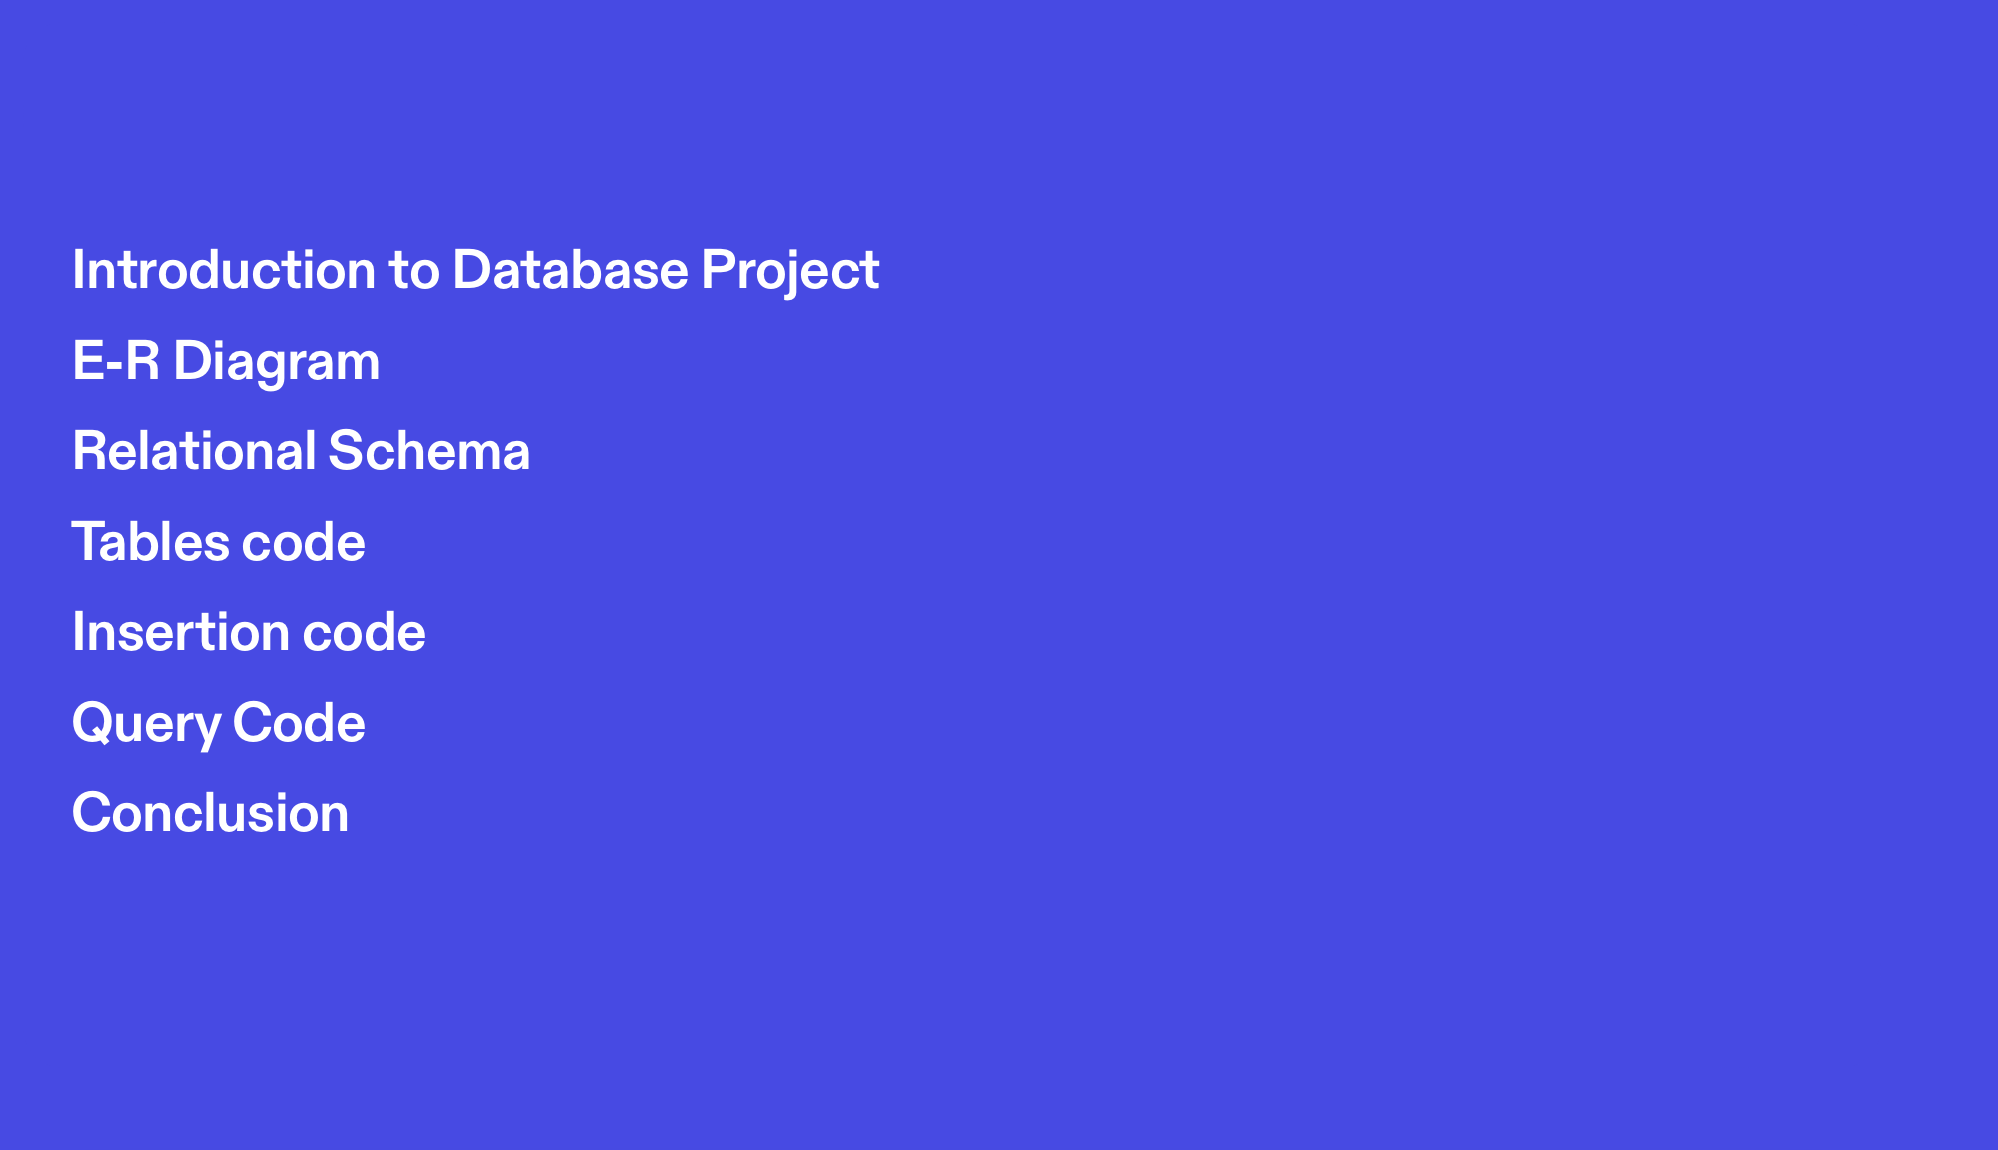 Introduction to Database Project
E-R Diagram
Relational Schema
Tables code
Insertion code
Query Code
Conclusion